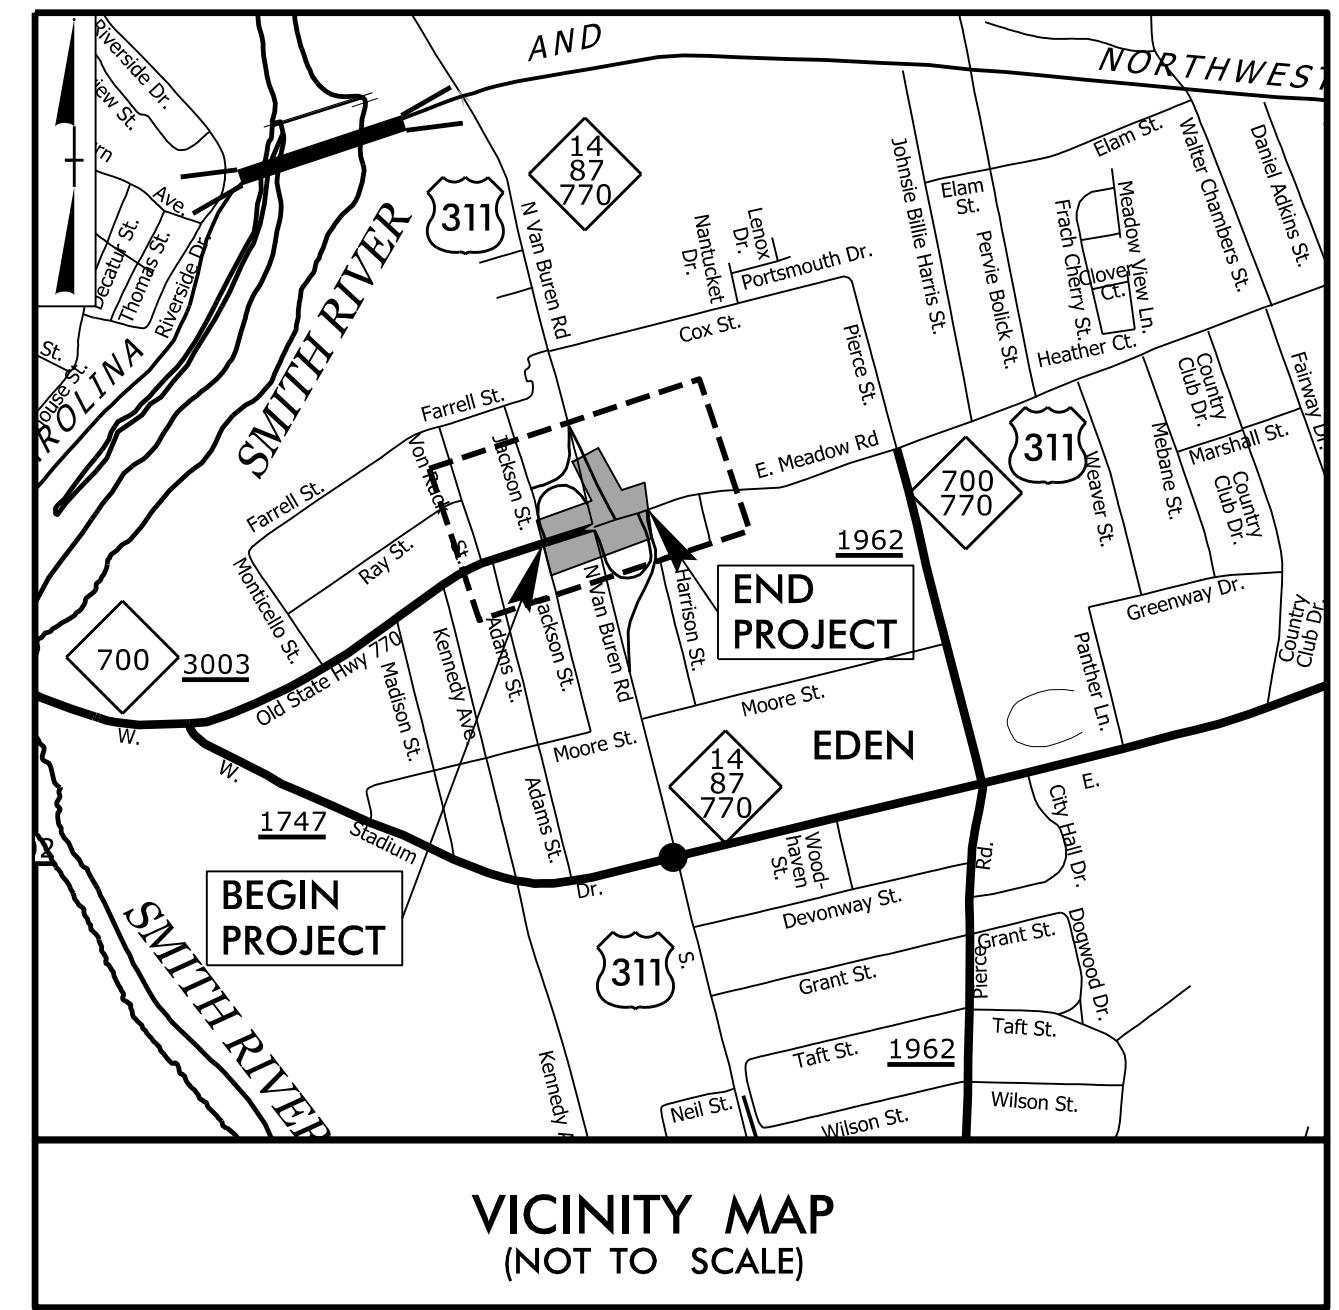 AND
NORTHWEST
Riverside Dr.
iew St.
rn
Ave.
Decatur St.
Thomas St.
Riverside Dr.
St.
ouse St.
ROLINA
SMITH RIVER
311
14
87
770
N Van Buren Rd
Nantucket
Dr.
Lenox
Dr.
Portsmouth Dr.
Cox St.
Pierce St.
Johnsie Billie Harris St.
Elam
St.
Elam St.
Pervie Bolick St.
Frach Cherry St.
Meadow View Ln.
Clover
Ct.
Heather Ct.
Walter Chambers St.
Daniel Adkins St.
Fairway Dr.
Country
Club Dr.
Marshall St.
Mebane St.
Weaver St.
Country
Club Dr.
311
700
770
E. Meadow Rd
Farrell St.
Von Ruck
St.
Jackson St.
Farrell St.
Ray St.
Monticello St.
1962
END
PROJECT
Greenway Dr.
Country
Club Dr.
Panther Ln.
700
3003
Old State Hwy 770
Madison St.
Kennedy Ave.
Adams St.
Jackson St.
N Van Buren Rd
Harrison St.
Moore St.
Moore St.
EDEN
14
87
770
W.
W.
1747
Stadium
Adams St.
Dr.
E.
City Hall Dr.
Wood-
haven
St.
Rd.
2
BEGIN
PROJECT
Devonway St.
Grant St.
Grant St.
Pierce
Dogwood Dr.
S.
311
SMITH RIVER
Taft St.
1962
Taft St.
Kennedy A
Neil St.
Wilson St.
Wilson St.
VICINITY MAP
(NOT TO SCALE)